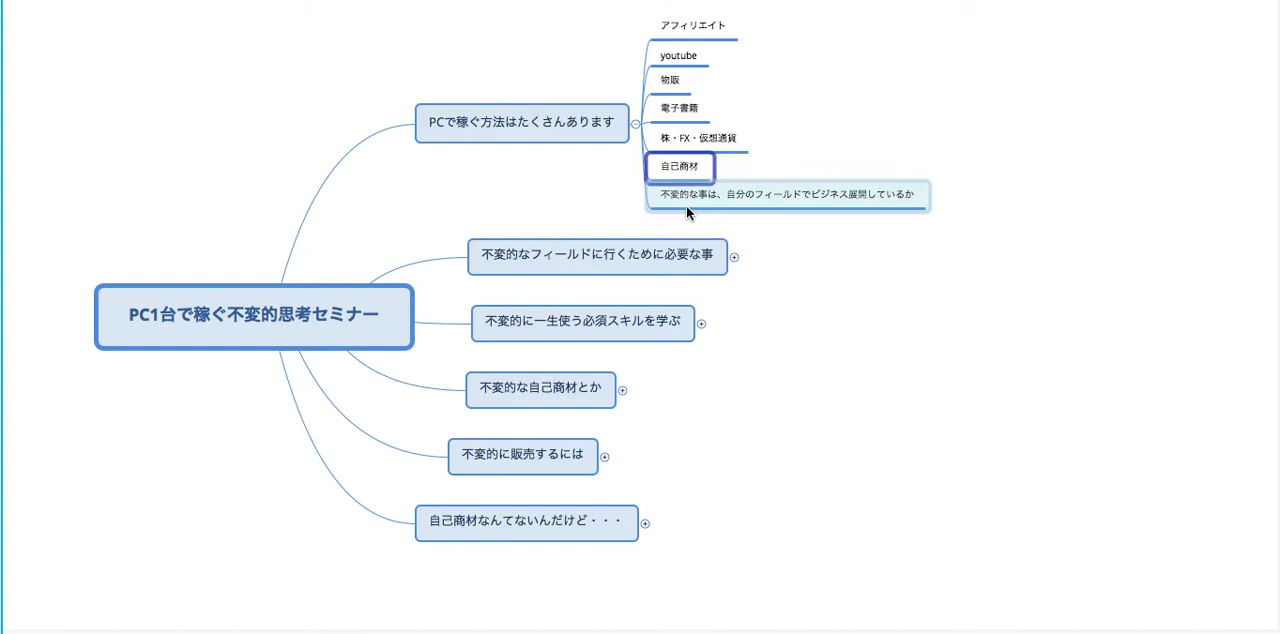 アフィリエイト
youtube
物販
電子書籍
株・FX・仮想通貨
自己商材
不変的な事は、自分のフィールドでビジネス展開しているか
PCで稼ぐ方法はたくさんあります
不変的なフィールドに行くために必要な事
PC1台で稼ぐ不変的思考セミナー
不変的に一生使う必須スキルを学ぶ
不変的な自己商材とか
不変的に販売するには
自己商材なんてないんだけど・・・